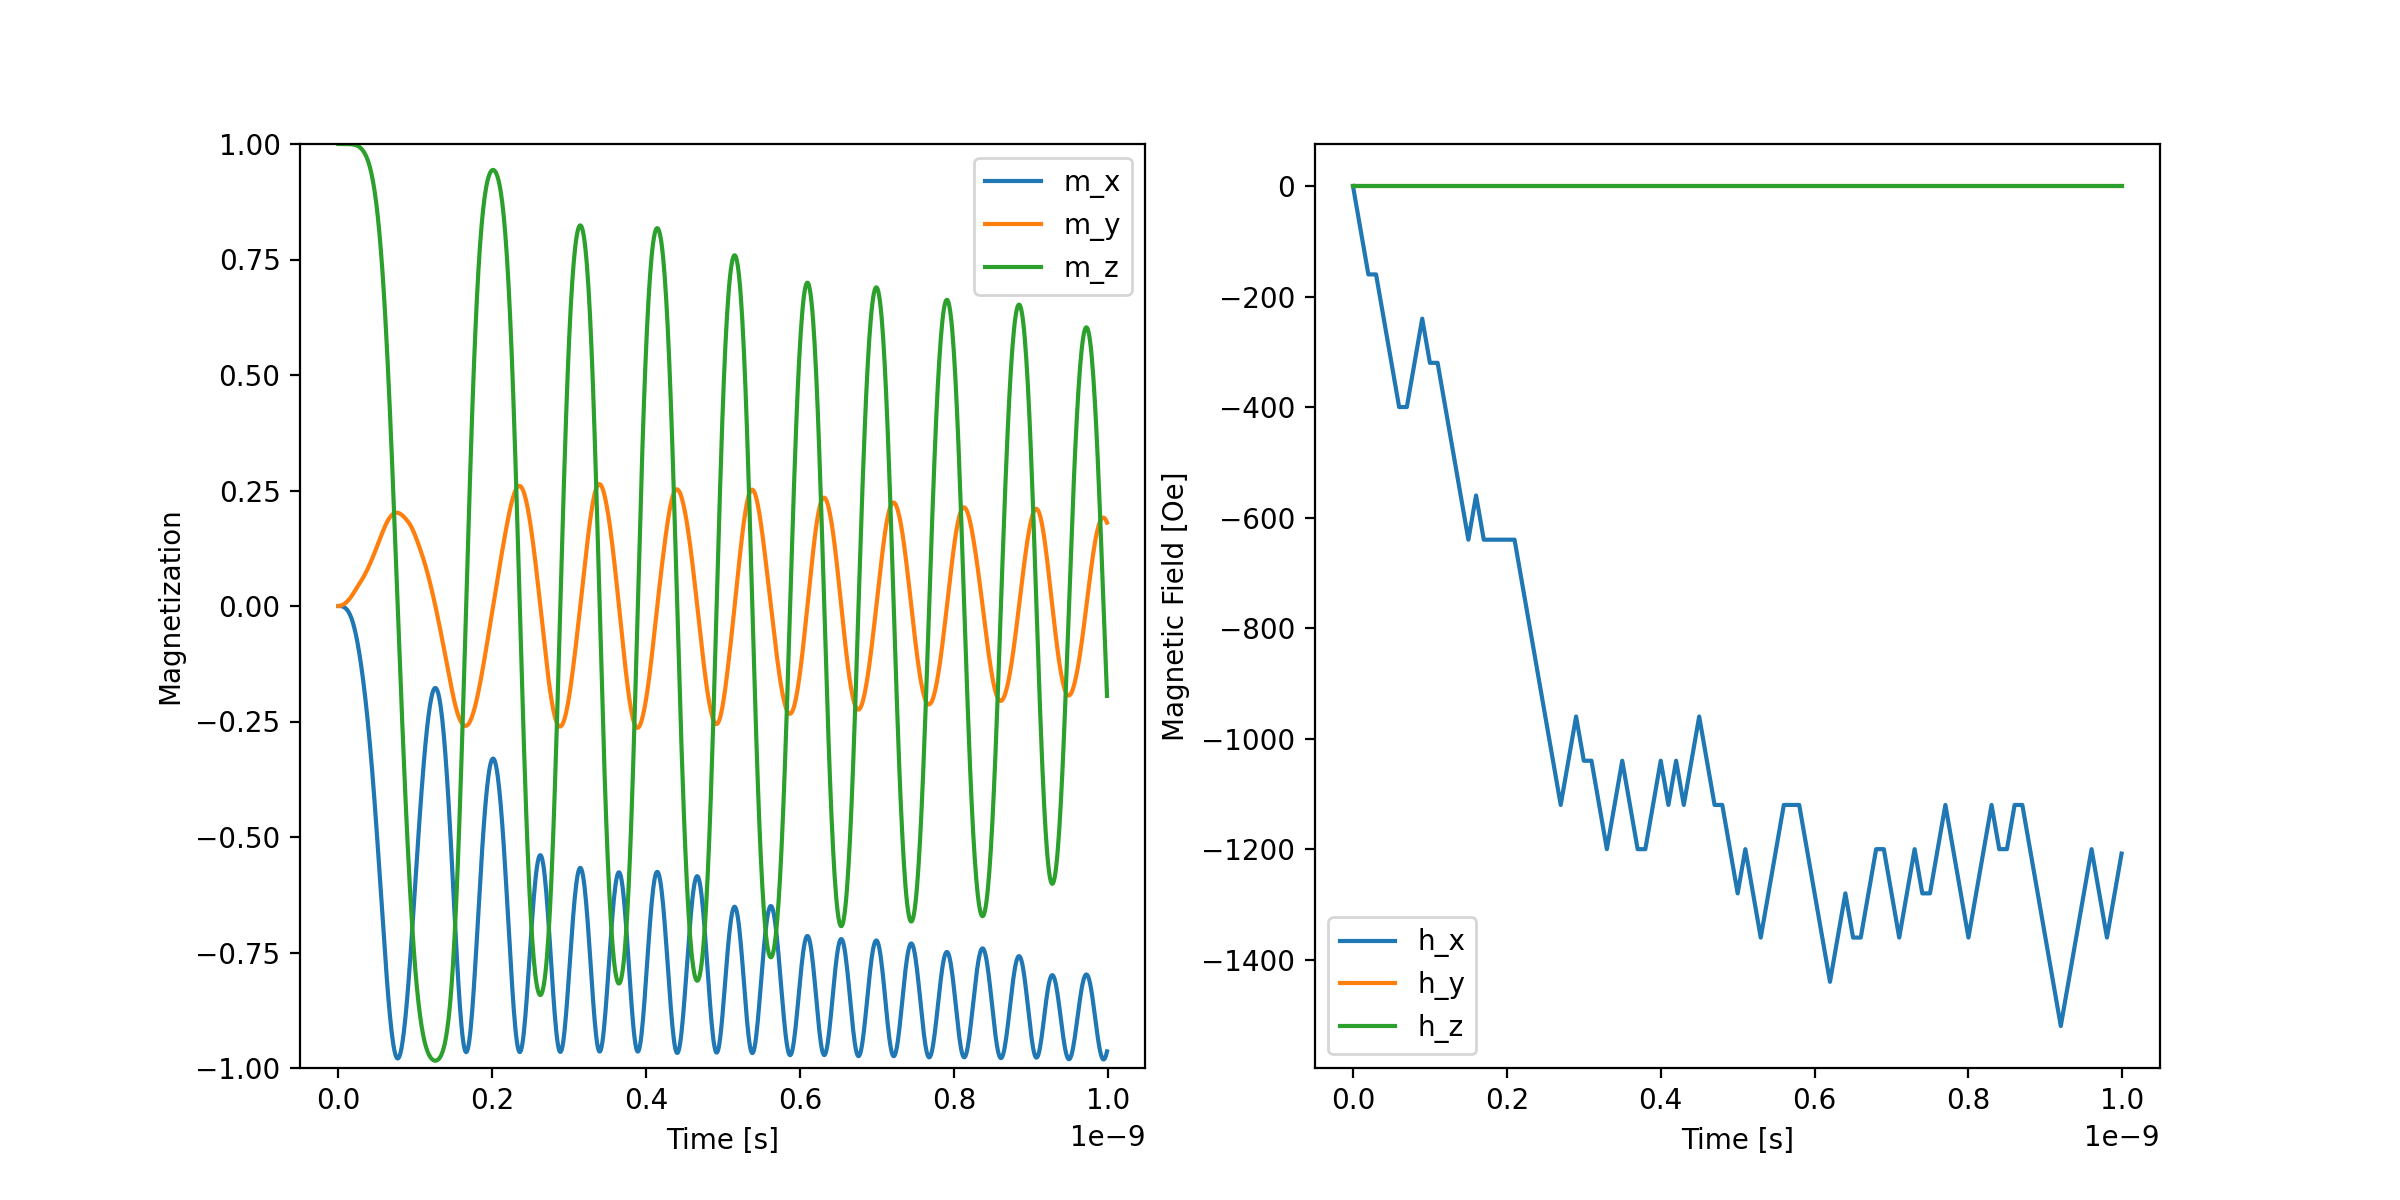 1.00
0.75
0.50
0.25
0.00
−0.25
−0.50
−0.75
−1.00
Magnetization
m_x
m_y
m_z
0.0 0.2 0.4 0.6 0.8 1.0
Time [s]
1e−9
0
−200
−400
−600
−800
−1000
−1200
−1400
Magnetic Field [Oe]
h_x
h_y
h_z
0.0 0.2 0.4 0.6 0.8 1.0
Time [s]
1e−9